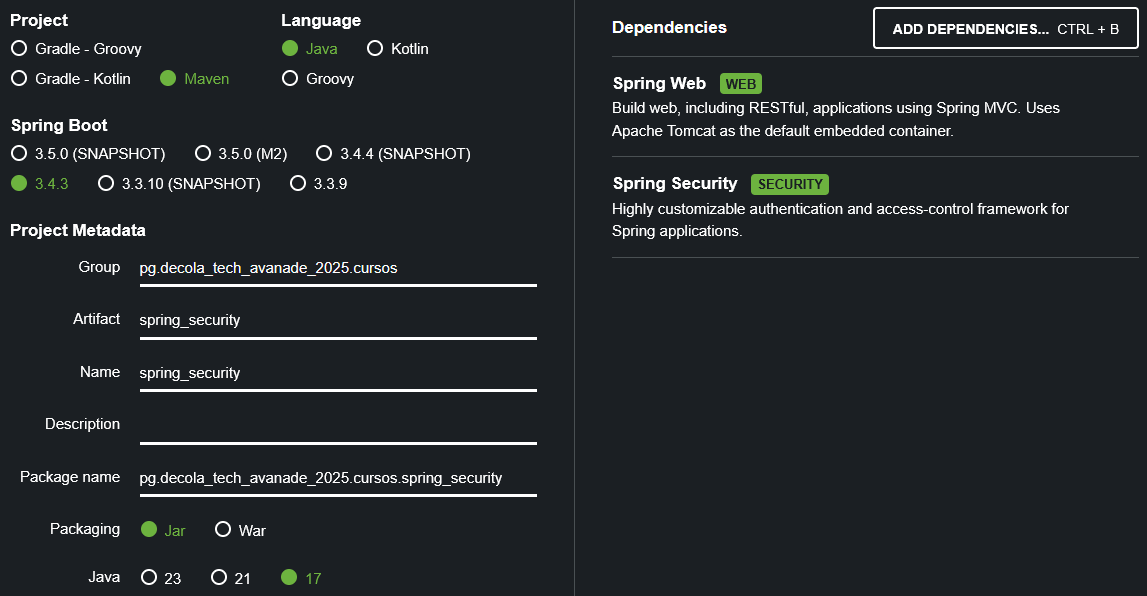 Project
Gradle - Groovy
Gradle - Kotlin Maven
Language
Java Kotlin
Groovy
Spring Boot
3.5.0 (SNAPSHOT) 3.5.0 (M2) 3.4.4 (SNAPSHOT)
3.4.3 3.3.10 (SNAPSHOT) 3.3.9
Project Metadata
Group pg.decola_tech_avanade_2025.cursos
Artifact spring_security
Name spring_security
Description
Package name pg.decola_tech_avanade_2025.cursos.spring_security
Packaging Jar War
Java 23 21 17
Dependencies ADD DEPENDENCIES... CTRL + B
Spring Web WEB
Build web, including RESTful, applications using Spring MVC. Uses
Apache Tomcat as the default embedded container.
Spring Security SECURITY
Highly customizable authentication and access-control framework for
Spring applications.